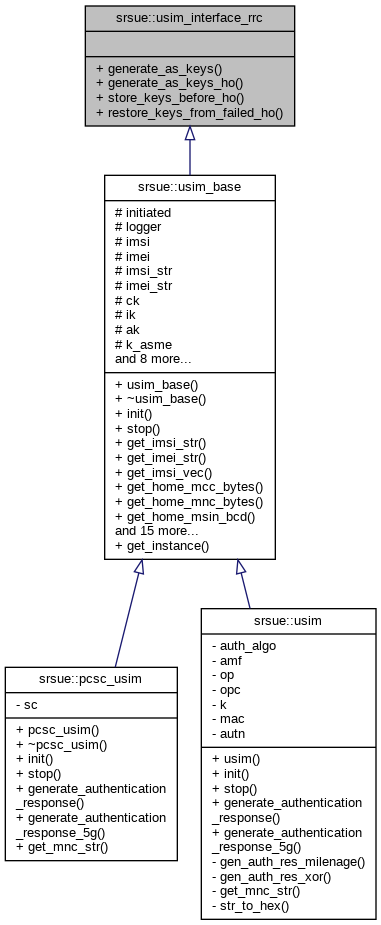 srsue::usim_interface_rrc
+ generate_as_keys()
+ generate_as_keys_ho()
+ store_keys_before_ho()
+ restore_keys_from_failed_ho()
srsue::usim_base
# initiated
# logger
# imsi
# imei
# imsi_str
# imei_str
# ck
# ik
# ak
# k_asme
and 8 more...
+ usim_base()
+ ~usim_base()
+ init()
+ stop()
+ get_imsi_str()
+ get_imei_str()
+ get_imsi_vec()
+ get_home_mcc_bytes()
+ get_home_mnc_bytes()
+ get_home_msin_bcd()
and 15 more...
+ get_instance()
srsue::pcsc_usim
- sc
+ pcsc_usim()
+ ~pcsc_usim()
+ init()
+ stop()
+ generate_authentication
_response()
+ generate_authentication
_response_5g()
+ get_mnc_str()
srsue::usim
- auth_algo
- amf
- op
- opc
- k
- mac
- autn
+ usim()
+ init()
+ stop()
+ generate_authentication
_response()
+ generate_authentication
_response_5g()
- gen_auth_res_milenage()
- gen_auth_res_xor()
- get_mnc_str()
- str_to_hex()